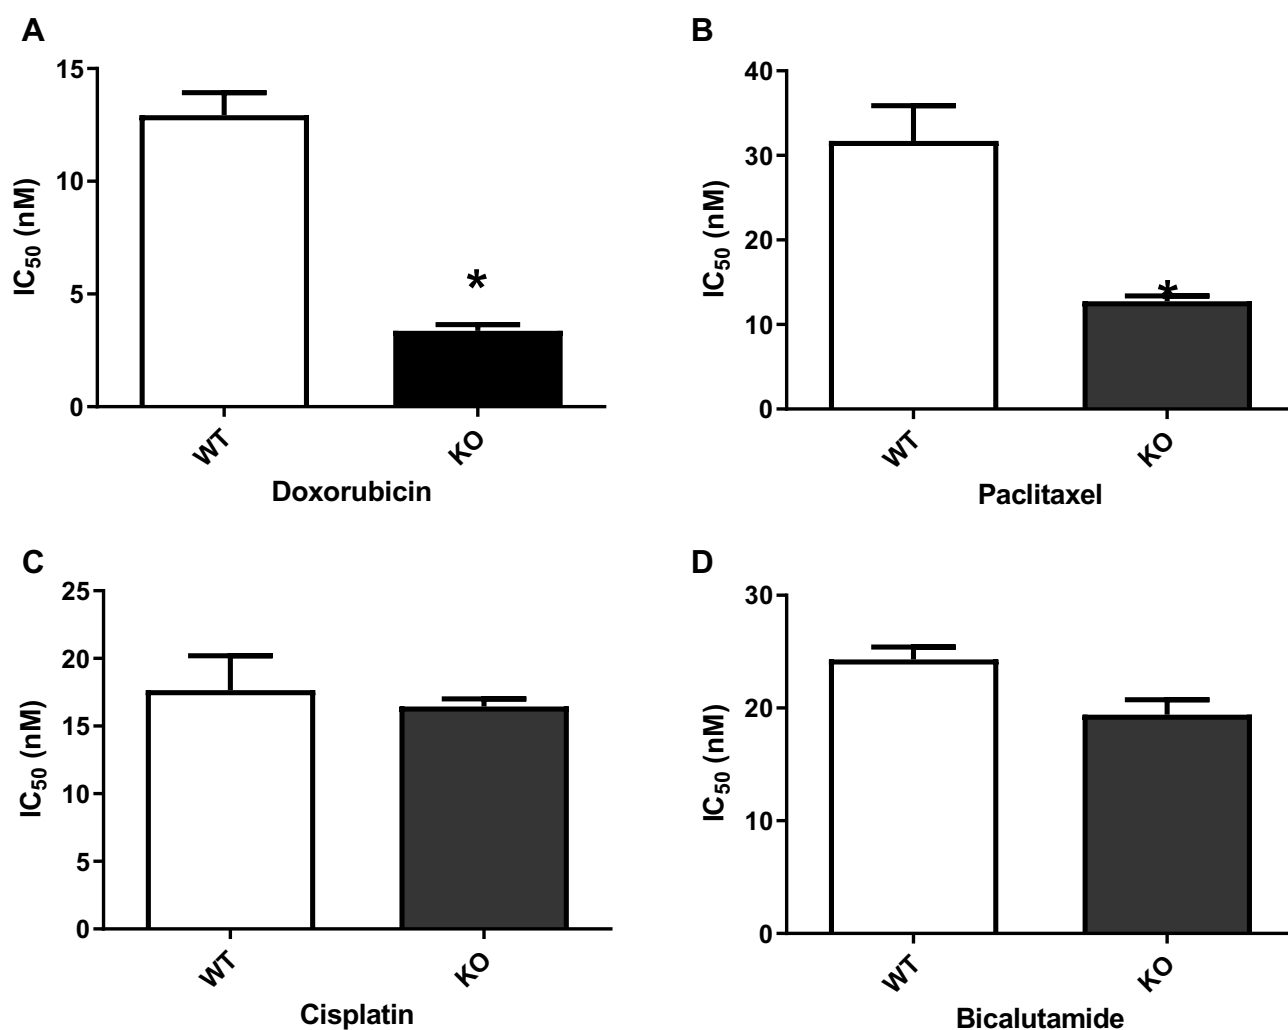 A
15
10
5
0
IC50 (nM)
*
WT
KO
Doxorubicin
B
40
30
20
10
0
IC50 (nM)
*
WT
KO
Paclitaxel
C
25
20
15
10
5
0
IC50 (nM)
WT
KO
Cisplatin
D
30
20
10
0
IC50 (nM)
WT
KO
Bicalutamide